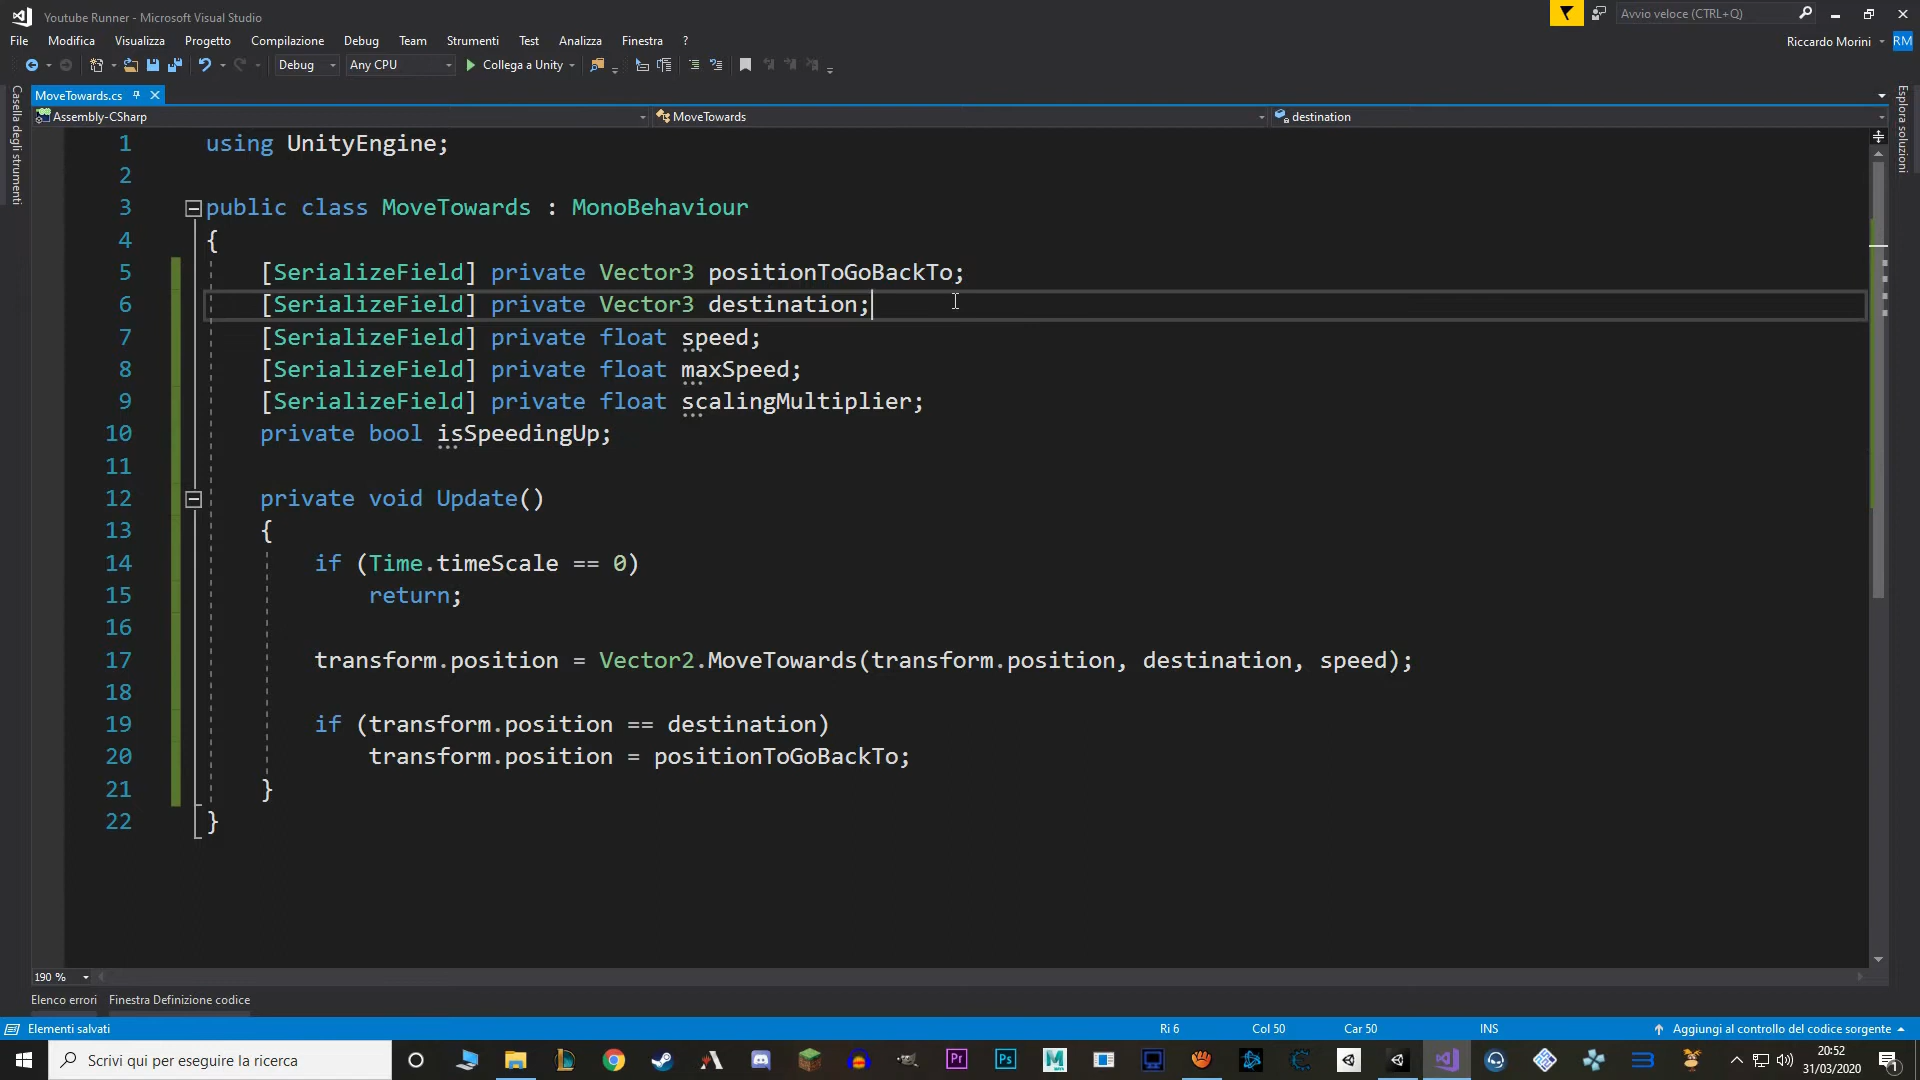 Youtube Runner - Microsoft Visual Studio
Avvio veloce (CTRL+Q)
File Modifica Visualizza Progetto Compilazione Debug Team Strumenti Test Analizza Finestra ?
Riccardo Morini RM
Debug Any CPU Collega a Unity
MoveTowards.cs
Casella degli strumenti
Esplora soluzioni
Assembly-CSharp MoveTowards destination
1 using UnityEngine;
2
3 public class MoveTowards : MonoBehaviour
4 {
5 [SerializeField] private Vector3 positionToGoBackTo;
6 [SerializeField] private Vector3 destination;
7 [SerializeField] private float speed;
8 [SerializeField] private float maxSpeed;
9 [SerializeField] private float scalingMultiplier;
10 private bool isSpeedingUp;
11
12 private void Update()
13 {
14 if (Time.timeScale == 0)
15 return;
16
17 transform.position = Vector2.MoveTowards(transform.position, destination, speed);
18
19 if (transform.position == destination)
20 transform.position = positionToGoBackTo;
21 }
22 }
190 %
Elenco errori Finestra Definizione codice
Elementi salvati Ri 6 Col 50 Car 50 INS Aggiungi al controllo del codice sorgente
Scrivi qui per eseguire la ricerca
Pr Ps M
20:52
31/03/2020
1